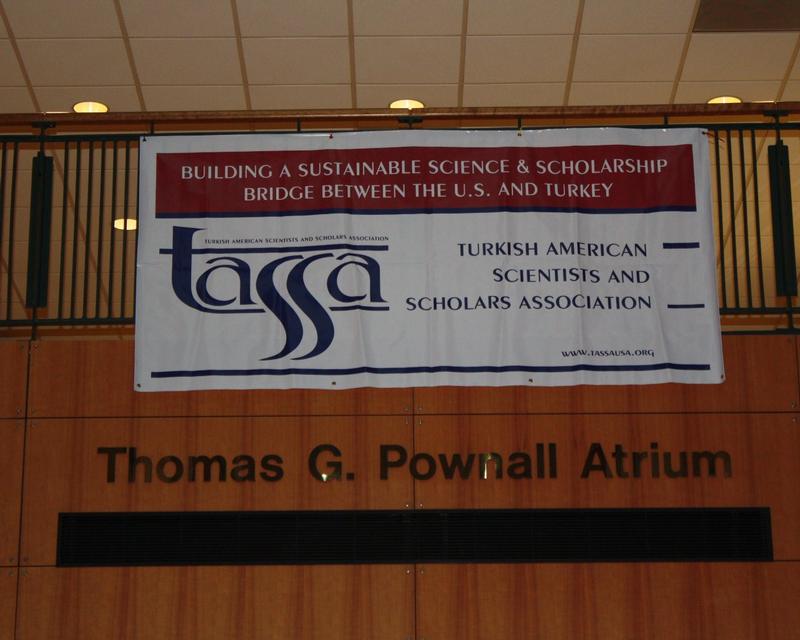 BUILDING A SUSTAINABLE SCIENCE & SCHOLARSHIP
BRIDGE BETWEEN THE U.S. AND TURKEY
TURKISH AMERICAN SCIENTISTS AND SCHOLARS ASSOCIATION
tassa
TURKISH AMERICAN
SCIENTISTS AND
SCHOLARS ASSOCIATION
WWW.TASSAUSA.ORG
Thomas G. Pownall Atrium